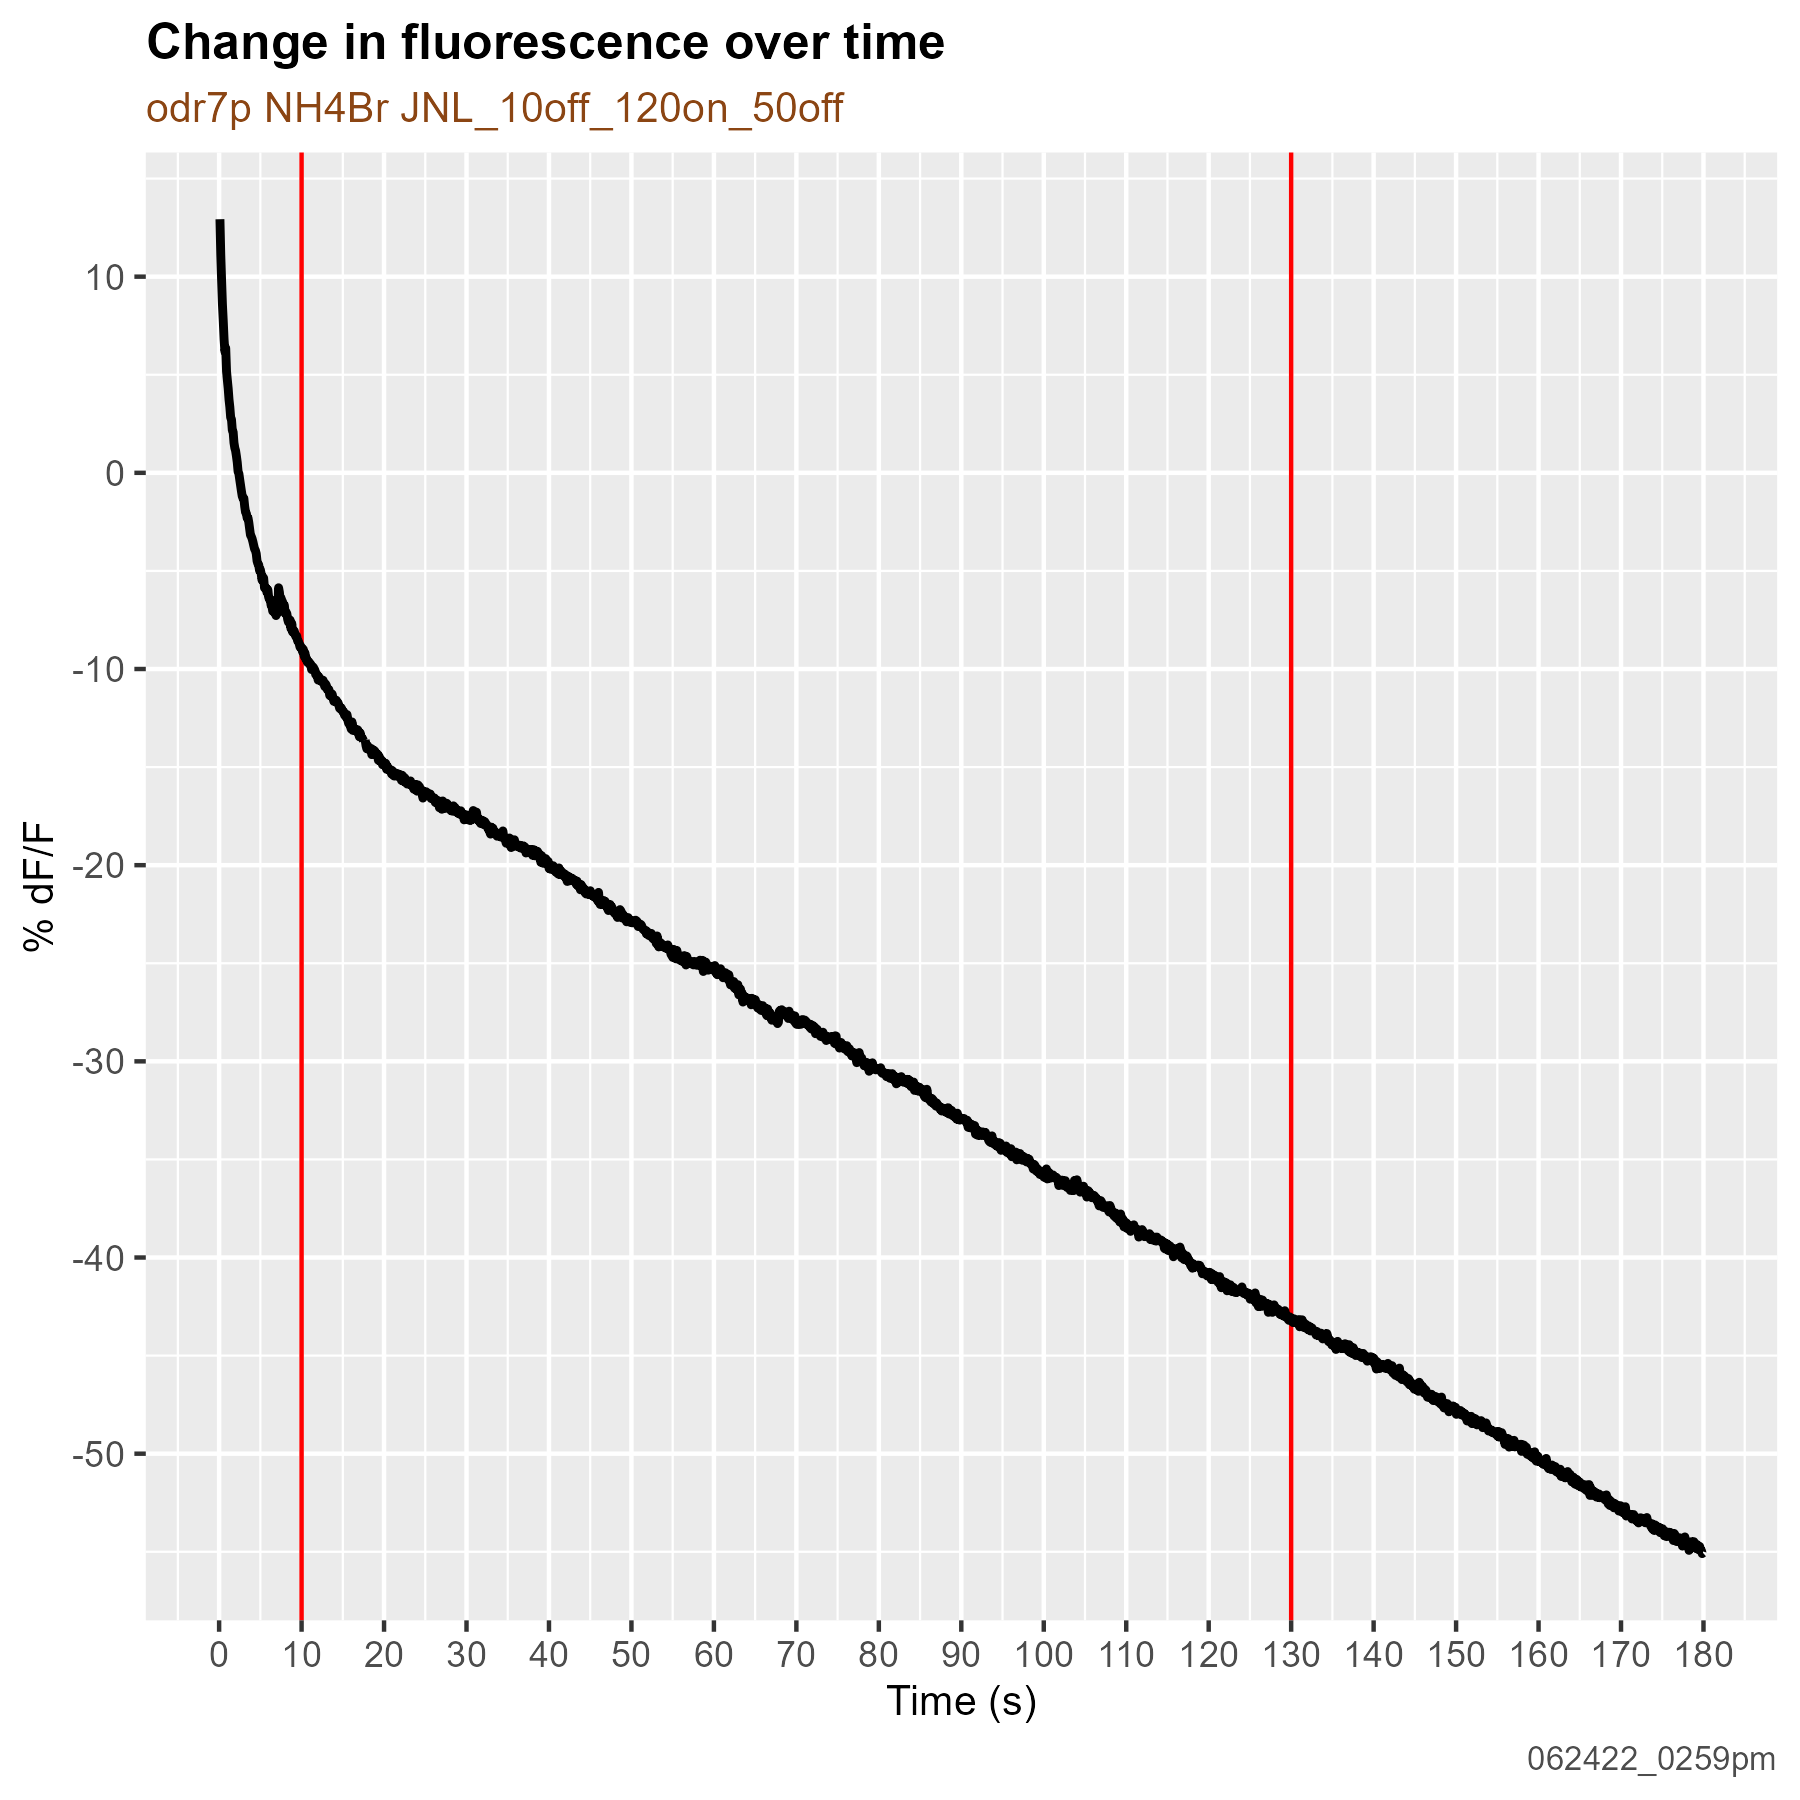 Change in fluorescence over time
odr7p NH4Br JNL_10off_120on_50off
10
0
-10
-20
-30
-40
-50
% dF/F
0 10 20 30 40 50 60 70 80 90 100 110 120 130 140 150 160 170 180
Time (s)
062422_0259pm